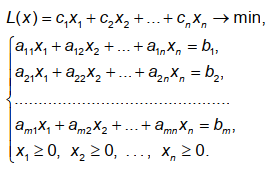 L(x) = c₁x₁ + c₂x₂ + ... + cₙxₙ → min,
a₁₁x₁ + a₁₂x₂ + ... + a₁ₙxₙ = b₁,
a₂₁x₁ + a₂₂x₂ + ... + a₂ₙxₙ = b₂,
.......................................
aₘ₁x₁ + aₘ₂x₂ + ... + aₘₙxₙ = bₘ,
x₁ ≥ 0, x₂ ≥ 0, ..., xₙ ≥ 0.